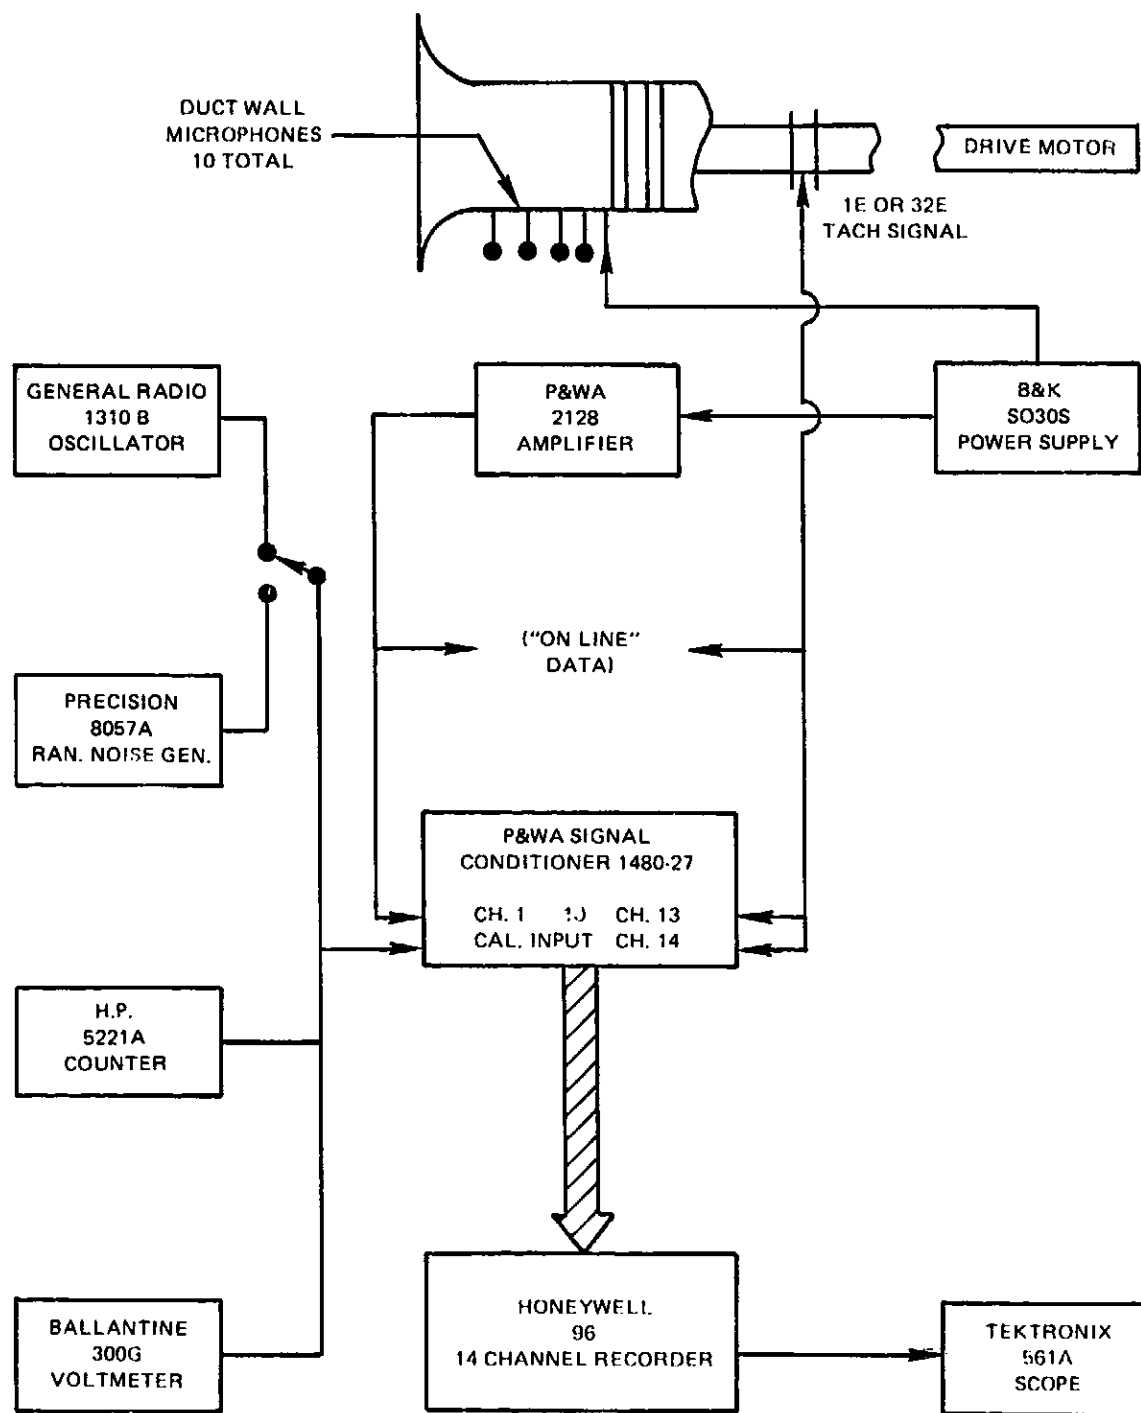 DUCT WALL
MICROPHONES
10 TOTAL
DRIVE MOTOR
1E OR 32E
TACH SIGNAL
GENERAL RADIO
1310 B
OSCILLATOR
P&WA
2128
AMPLIFIER
B&K
SO30S
POWER SUPPLY
("ON LINE"
DATA)
PRECISION
8057A
RAN. NOISE GEN.
P&WA SIGNAL
CONDITIONER 1480-27
CH. 1 10 CH. 13
CAL. INPUT CH. 14
H.P.
5221A
COUNTER
BALLANTINE
300G
VOLTMETER
HONEYWELL
96
14 CHANNEL RECORDER
TEKTRONIX
561A
SCOPE